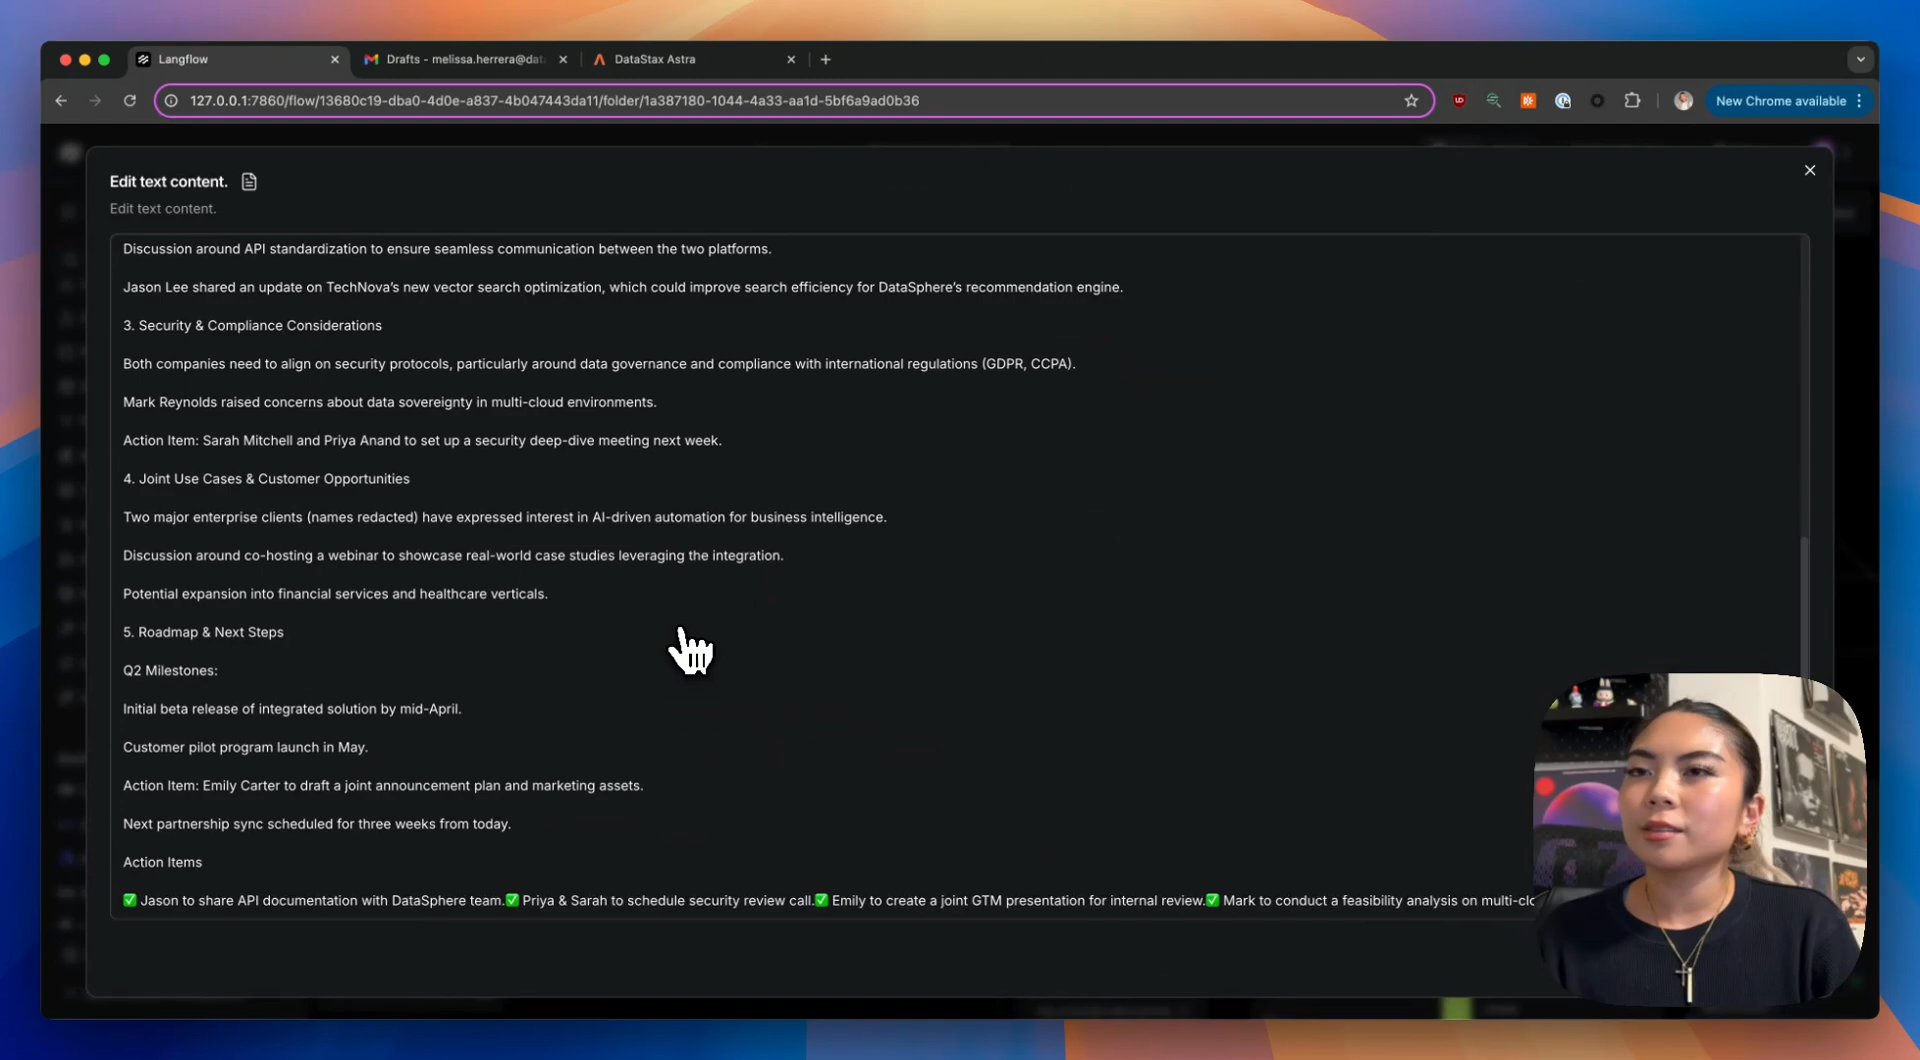 Langflow
Drafts - melissa.herrera@dat
DataStax Astra
127.0.0.1:7860/flow/13680c19-dba0-4d0e-a837-4b047443da11/folder/1a387180-1044-4a33-aa1d-5bf6a9ad0b36
New Chrome available
Edit text content.
Edit text content.
Discussion around API standardization to ensure seamless communication between the two platforms.
Jason Lee shared an update on TechNova’s new vector search optimization, which could improve search efficiency for DataSphere’s recommendation engine.
3. Security & Compliance Considerations
Both companies need to align on security protocols, particularly around data governance and compliance with international regulations (GDPR, CCPA).
Mark Reynolds raised concerns about data sovereignty in multi-cloud environments.
Action Item: Sarah Mitchell and Priya Anand to set up a security deep-dive meeting next week.
4. Joint Use Cases & Customer Opportunities
Two major enterprise clients (names redacted) have expressed interest in AI-driven automation for business intelligence.
Discussion around co-hosting a webinar to showcase real-world case studies leveraging the integration.
Potential expansion into financial services and healthcare verticals.
5. Roadmap & Next Steps
Q2 Milestones:
Initial beta release of integrated solution by mid-April.
Customer pilot program launch in May.
Action Item: Emily Carter to draft a joint announcement plan and marketing assets.
Next partnership sync scheduled for three weeks from today.
Action Items
✅ Jason to share API documentation with DataSphere team.✅ Priya & Sarah to schedule security review call.✅ Emily to create a joint GTM presentation for internal review.✅ Mark to conduct a feasibility analysis on multi-clo